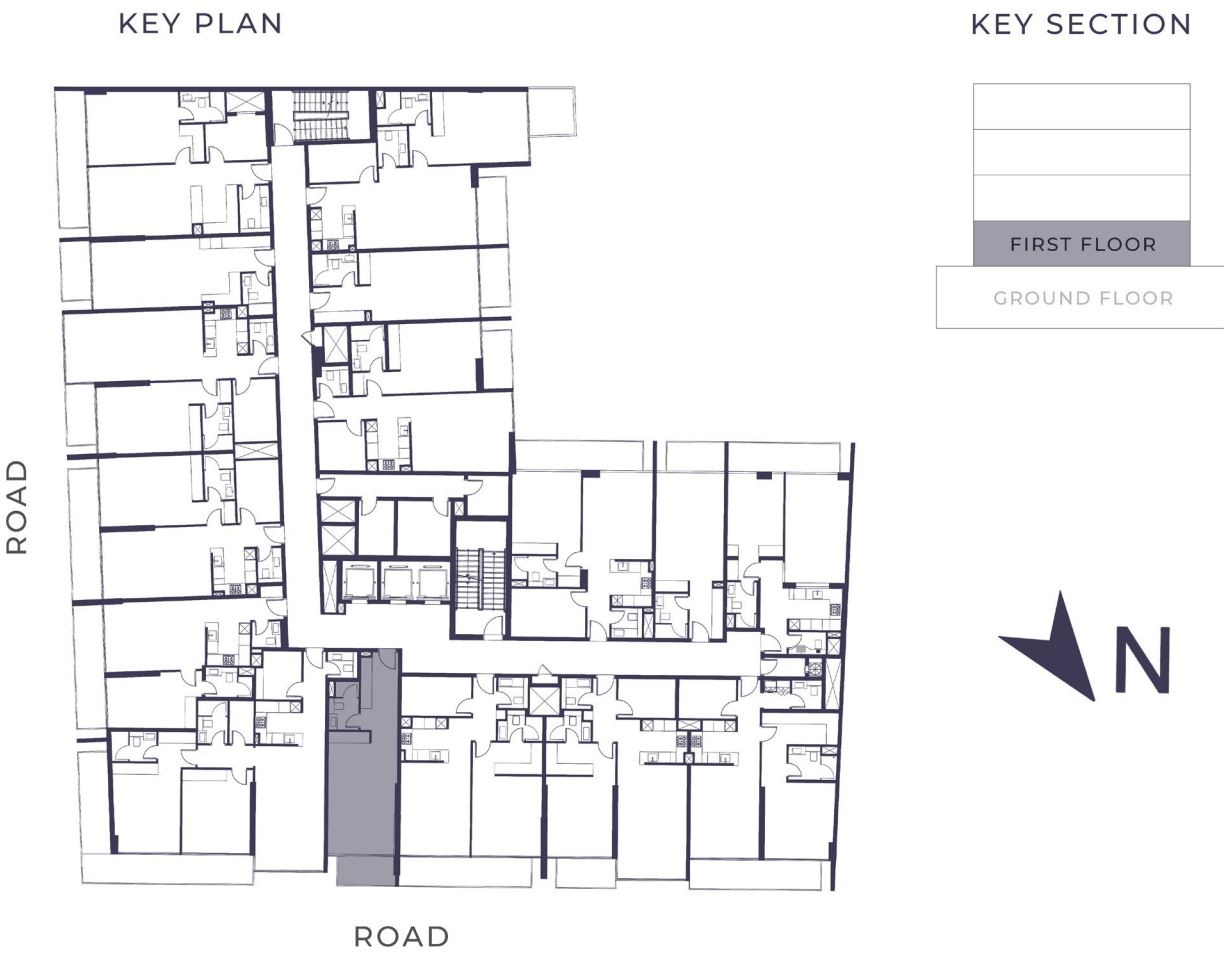 KEY PLAN
KEY SECTION
FIRST FLOOR
GROUND FLOOR
ROAD
N
ROAD